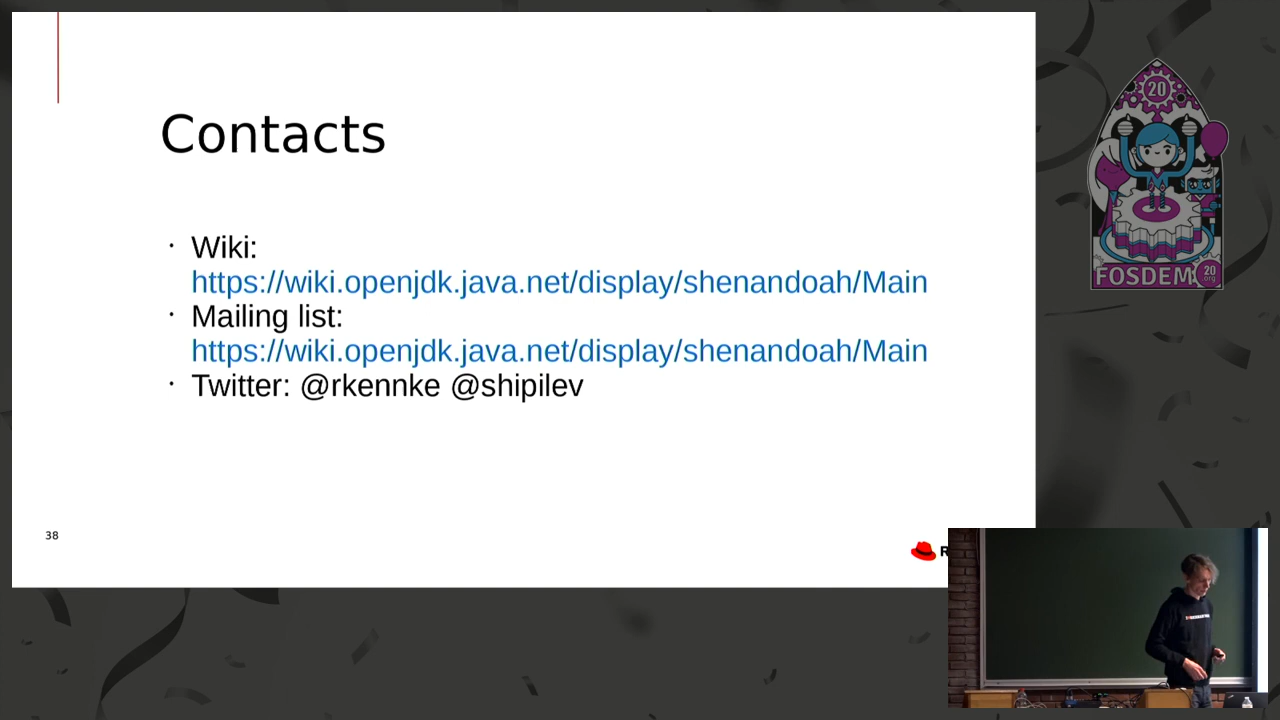 Contacts
· Wiki:
https://wiki.openjdk.java.net/display/shenandoah/Main
· Mailing list:
https://wiki.openjdk.java.net/display/shenandoah/Main
· Twitter: @rkennke @shipilev
38
R
20
FOSDEM
20
org